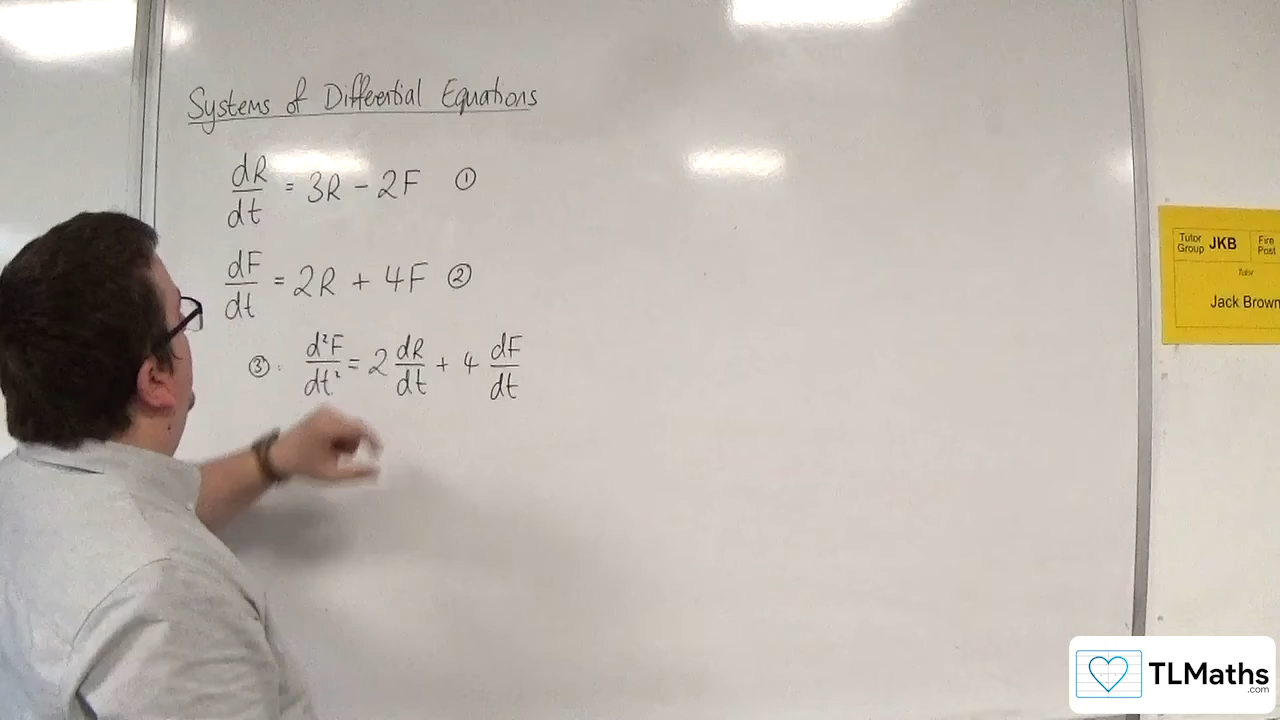 Systems of Differential Equations
dR/dt = 3R - 2F ①
dF/dt = 2R + 4F ②
③. d²F/dt² = 2 dR/dt + 4 dF/dt
Tutor Group JKB Fire Post
Tutor
Jack Brown
TLMaths
.com